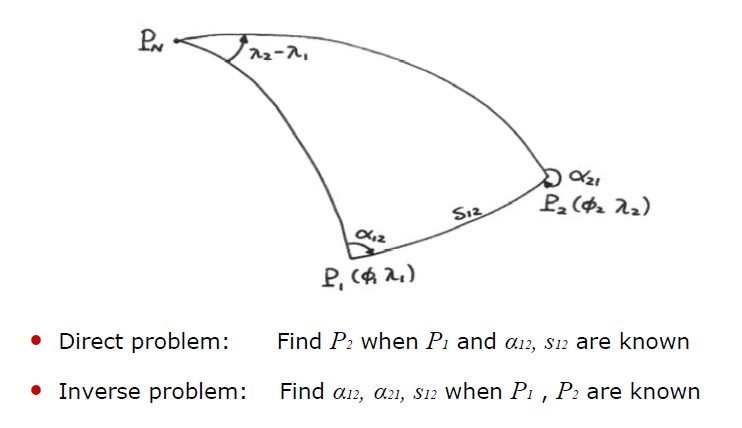 P_N
λ₂-λ₁
α₂₁
P₂ (ϕ₂ λ₂)
S₁₂
α₁₂
P₁ (ϕ₁ λ₁)
• Direct problem: Find P₂ when P₁ and α₁₂, s₁₂ are known
• Inverse problem: Find α₁₂, α₂₁, s₁₂ when P₁ , P₂ are known